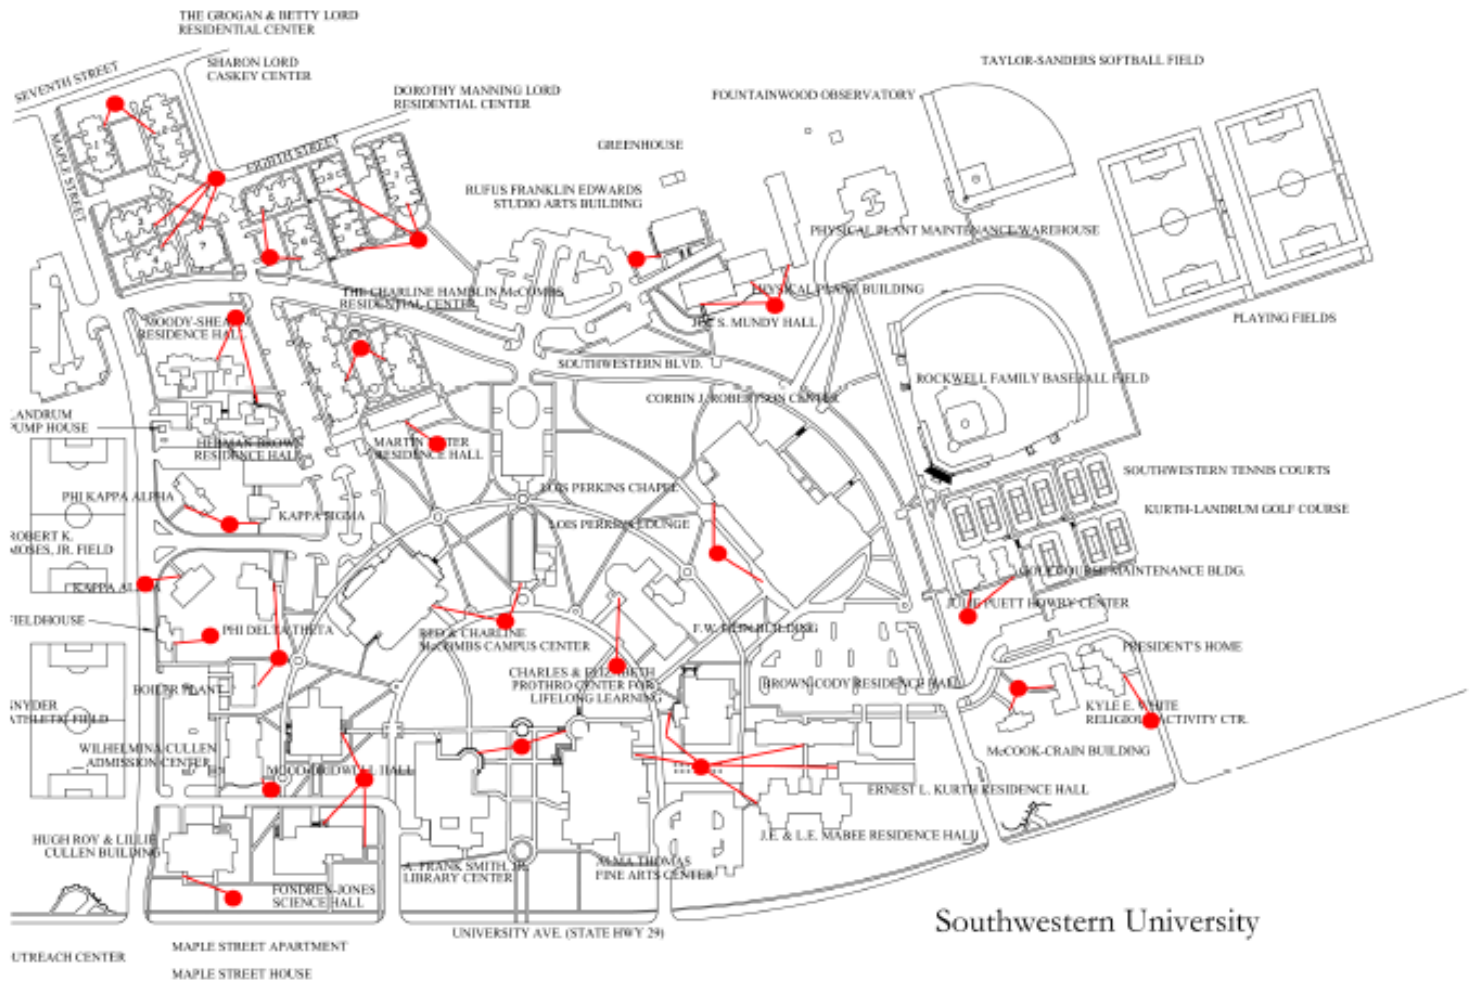 THE GROGAN & BETTY LORD
RESIDENTIAL CENTER
SHARON LORD
CASKEY CENTER
SEVENTH STREET
MAPLE STREET
EIGHTH STREET
DOROTHY MANNING LORD
RESIDENTIAL CENTER
TAYLOR-SANDERS SOFTBALL FIELD
FOUNTAINWOOD OBSERVATORY
GREENHOUSE
RUFUS FRANKLIN EDWARDS
STUDIO ARTS BUILDING
PHYSICAL PLANT MAINTENANCE/WAREHOUSE
PHYSICAL PLANT BUILDING
THE CHARLINE HAMBLIN McCOMBS
RESIDENTIAL CENTER
S. MUNDY HALL
PLAYING FIELDS
MOODY-SHEA
RESIDENCE HALL
SOUTHWESTERN BLVD.
ROCKWELL FAMILY BASEBALL FIELD
CORBIN J. ROBERTSON CENTER
LANDRUM
PUMP HOUSE
HERMAN BROWN
RESIDENCE HALL
MARTIN TER
RESIDENCE HALL
SOUTHWESTERN TENNIS COURTS
LOIS PERKINS CHAPEL
PHI KAPPA ALPHA
KAPPA SIGMA
KURTH-LANDRUM GOLF COURSE
LOIS PERKINS LOUNGE
ROBERT K.
MOSES, JR. FIELD
GOLF COURSE MAINTENANCE BLDG.
KAPPA AL A
JULIE PUETT HOWRY CENTER
FIELDHOUSE
PHI DELTA THETA
F.W. OLIN BUILDING
RED & CHARLINE
McCOMBS CAMPUS CENTER
PRESIDENT'S HOME
CHARLES & ELIZABETH
PROTHRO CENTER FOR
LIFELONG LEARNING
BROWN-CODY RESIDENCE HALL
BOILER PLANT
KYLE E. WHITE
RELIGIOUS ACTIVITY CTR.
SNYDER
ATHLETIC FIELD
WILHELMINA CULLEN
ADMISSION CENTER
McCOOK-CRAIN BUILDING
MOOD-BRIDWELL HALL
ERNEST L. KURTH RESIDENCE HALL
J.E. & L.E. MABEE RESIDENCE HALL
HUGH ROY & LILLIE
CULLEN BUILDING
A. FRANK SMITH, JR.
LIBRARY CENTER
ALMA THOMAS
FINE ARTS CENTER
FONDREN-JONES
SCIENCE HALL
Southwestern University
UNIVERSITY AVE. (STATE HWY 29)
MAPLE STREET APARTMENT
UTREACH CENTER
MAPLE STREET HOUSE